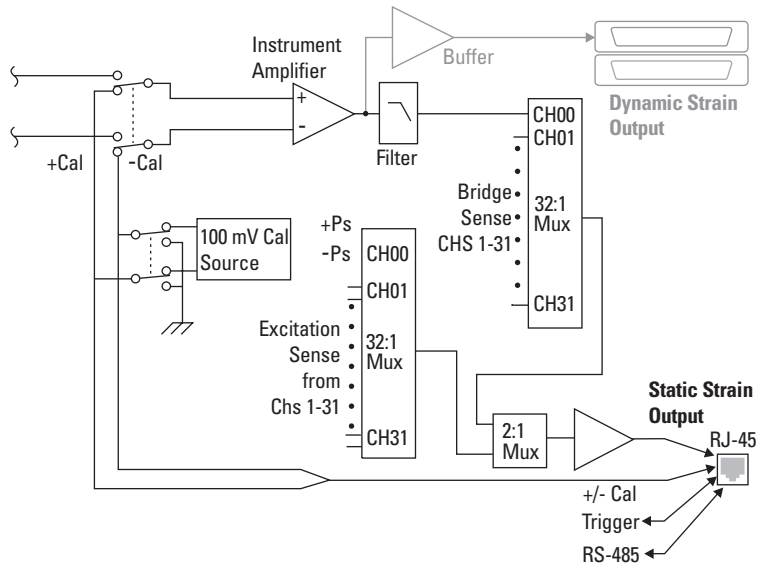 Instrument
Amplifier
Buffer
Dynamic Strain
Output
+
-
Filter
+Cal
-Cal
CH00
CH01
Bridge
Sense
CHS 1-31
32:1
Mux
CH31
100 mV Cal
Source
+Ps
-Ps
CH00
CH01
Excitation
Sense
from
Chs 1-31
32:1
Mux
CH31
2:1
Mux
Static Strain
Output
RJ-45
+/- Cal
Trigger
RS-485